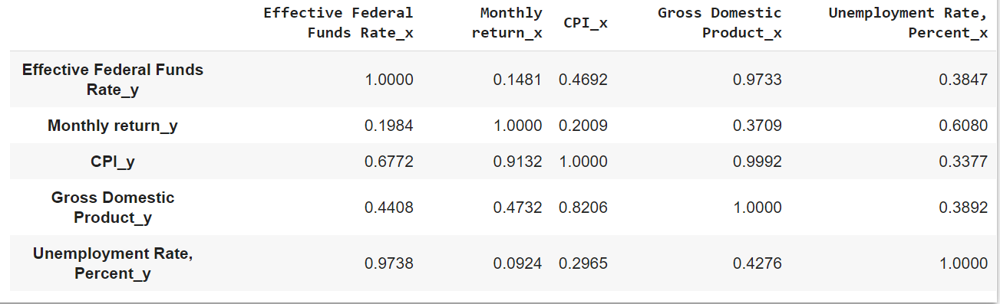 Effective Federal Funds Rate_x Monthly return_x CPI_x Gross Domestic Product_x Unemployment Rate, Percent_x
Effective Federal Funds Rate_y 1.0000 0.1481 0.4692 0.9733 0.3847
Monthly return_y 0.1984 1.0000 0.2009 0.3709 0.6080
CPI_y 0.6772 0.9132 1.0000 0.9992 0.3377
Gross Domestic Product_y 0.4408 0.4732 0.8206 1.0000 0.3892
Unemployment Rate, Percent_y 0.9738 0.0924 0.2965 0.4276 1.0000